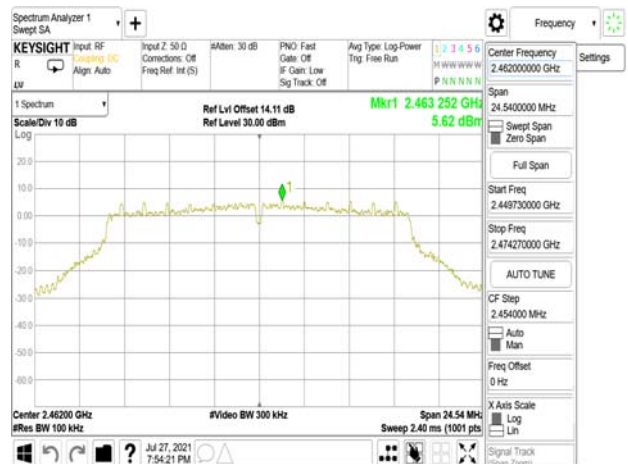 Spectrum Analyzer 1
Swept SA
+
Frequency
KEYSIGHT
R
Input: RF
Coupling: DC
Align: Auto
Input Z: 50 Ω
Corrections: Off
Freq Ref: Int (S)
#Atten: 30 dB
PNO: Fast
Gate: Off
IF Gain: Low
Sig Track: Off
Avg Type: Log-Power
Trig: Free Run
1 2 3 4 5 6
M W W W W W
P N N N N N
Settings
1 Spectrum
Scale/Div 10 dB
Log
Ref Lvl Offset 14.11 dB
Ref Level 30.00 dBm
Mkr1 2.463 252 GHz
5.62 dBm
20.0
10.0
0.00
-10.0
-20.0
-30.0
-40.0
-50.0
-60.0
1
Center 2.46200 GHz
#Res BW 100 kHz
#Video BW 300 kHz
Span 24.54 MHz
Sweep 2.40 ms (1001 pts
Center Frequency
2.462000000 GHz
Span
24.5400000 MHz
Swept Span
Zero Span
Full Span
Start Freq
2.449730000 GHz
Stop Freq
2.474270000 GHz
AUTO TUNE
CF Step
2.454000 MHz
Auto
Man
Freq Offset
0 Hz
X Axis Scale
Log
Lin
Signal Track
(Span Zoom)
?
Jul 27, 2021
7:54:21 PM